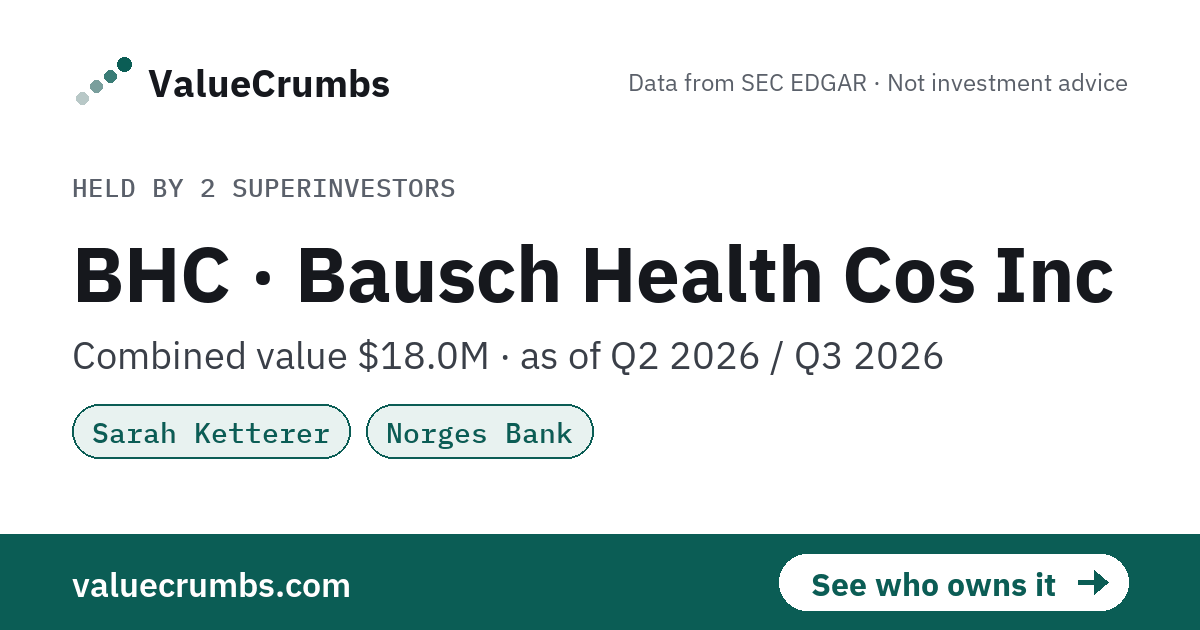 ValueCrumbs
Data from SEC EDGAR · Not investment advice
HELD BY 2 SUPERINVESTORS
BHC · Bausch Health Cos Inc
Combined value $18.0M · as of Q2 2026 / Q3 2026
Sarah Ketterer
Norges Bank
valuecrumbs.com
See who owns it →